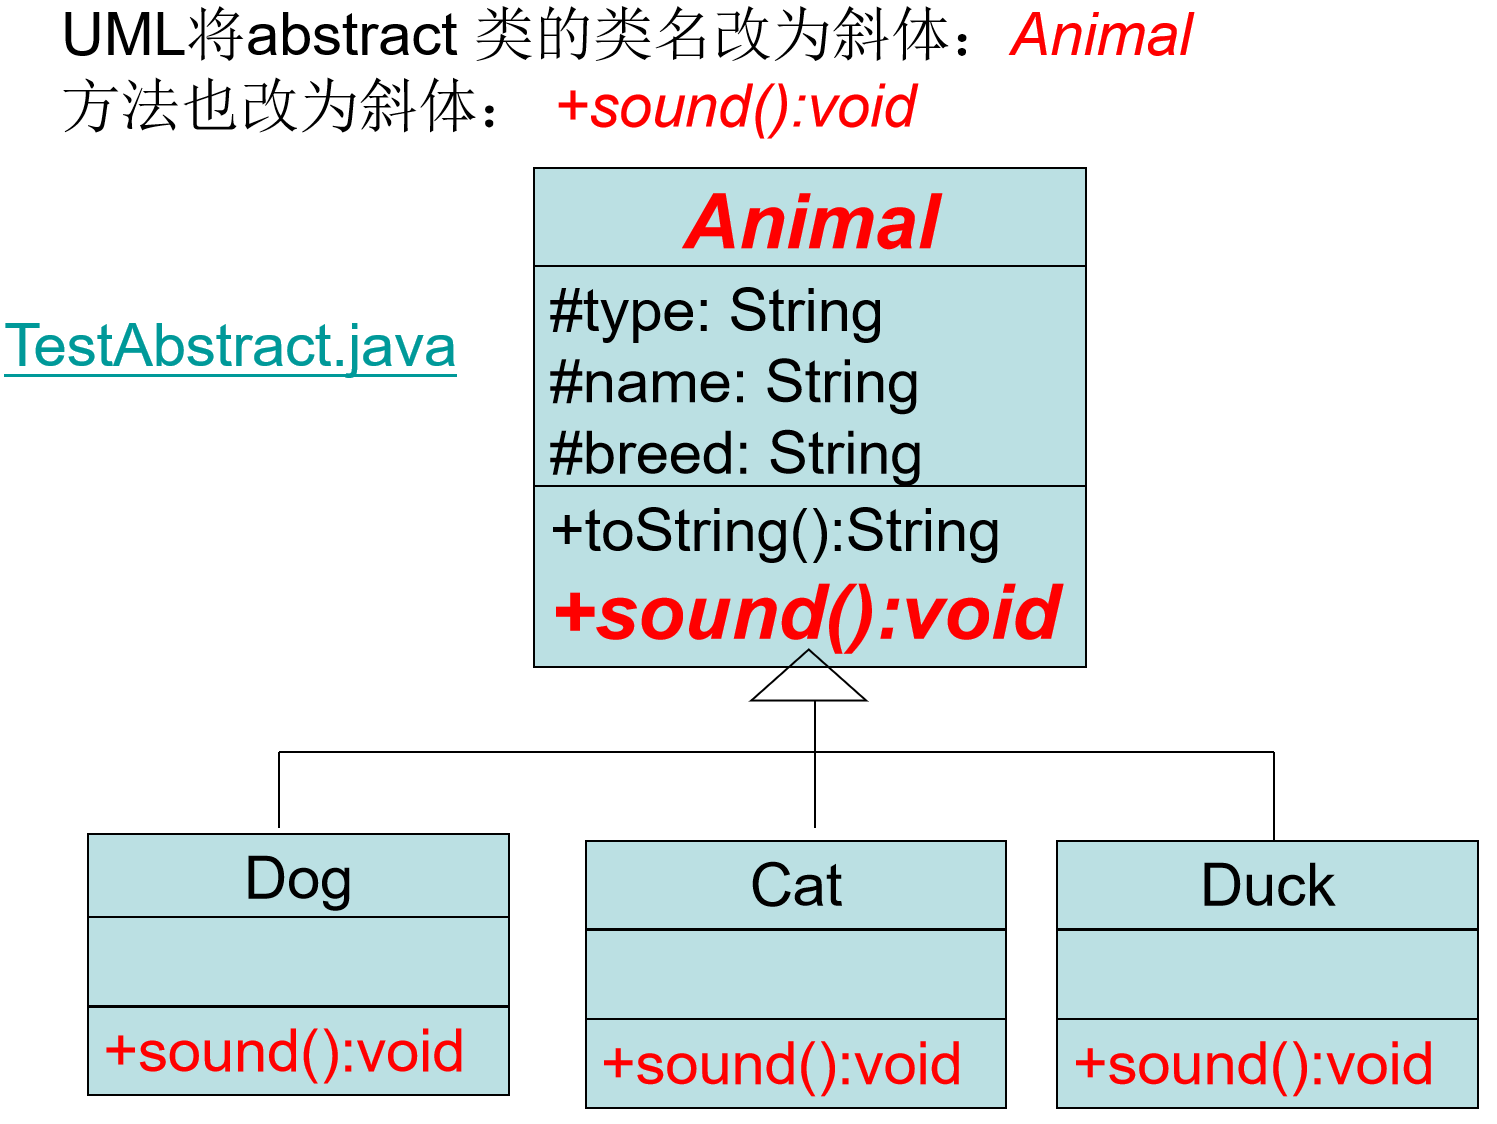 UML将abstract 类的类名改为斜体：Animal
方法也改为斜体： +sound():void
Animal
#type: String
#name: String
#breed: String
+toString():String
+sound():void
TestAbstract.java
Dog
+sound():void
Cat
+sound():void
Duck
+sound():void